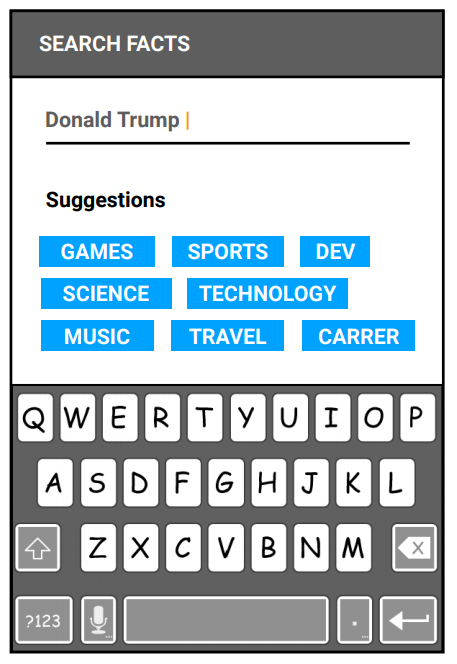 SEARCH FACTS
Donald Trump
Suggestions
GAMES SPORTS DEV
SCIENCE TECHNOLOGY
MUSIC TRAVEL CARRER
Q W E R T Y U I O P
A S D F G H J K L
Z X C V B N M
?123 .